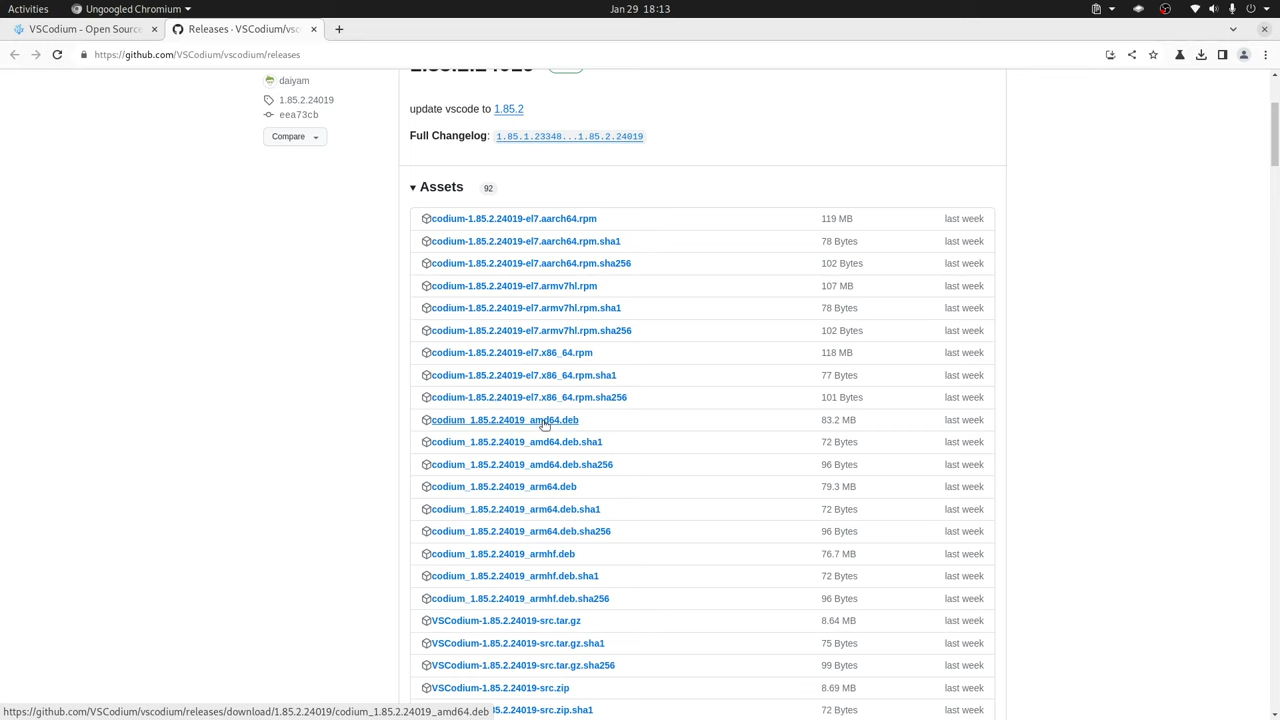 Activities
Ungoogled Chromium
Jan 29 18:13
VSCodium - Open Source
Releases · VSCodium/vsc
https://github.com/VSCodium/vscodium/releases
daiyam
1.85.2.24019
eea73cb
Compare
1.85.2.24019
update vscode to 1.85.2
Full Changelog: 1.85.1.23348...1.85.2.24019
Assets 92
codium-1.85.2.24019-el7.aarch64.rpm 119 MB last week
codium-1.85.2.24019-el7.aarch64.rpm.sha1 78 Bytes last week
codium-1.85.2.24019-el7.aarch64.rpm.sha256 102 Bytes last week
codium-1.85.2.24019-el7.armv7hl.rpm 107 MB last week
codium-1.85.2.24019-el7.armv7hl.rpm.sha1 78 Bytes last week
codium-1.85.2.24019-el7.armv7hl.rpm.sha256 102 Bytes last week
codium-1.85.2.24019-el7.x86_64.rpm 118 MB last week
codium-1.85.2.24019-el7.x86_64.rpm.sha1 77 Bytes last week
codium-1.85.2.24019-el7.x86_64.rpm.sha256 101 Bytes last week
codium_1.85.2.24019_amd64.deb 83.2 MB last week
codium_1.85.2.24019_amd64.deb.sha1 72 Bytes last week
codium_1.85.2.24019_amd64.deb.sha256 96 Bytes last week
codium_1.85.2.24019_arm64.deb 79.3 MB last week
codium_1.85.2.24019_arm64.deb.sha1 72 Bytes last week
codium_1.85.2.24019_arm64.deb.sha256 96 Bytes last week
codium_1.85.2.24019_armhf.deb 76.7 MB last week
codium_1.85.2.24019_armhf.deb.sha1 72 Bytes last week
codium_1.85.2.24019_armhf.deb.sha256 96 Bytes last week
VSCodium-1.85.2.24019-src.tar.gz 8.64 MB last week
VSCodium-1.85.2.24019-src.tar.gz.sha1 75 Bytes last week
VSCodium-1.85.2.24019-src.tar.gz.sha256 99 Bytes last week
VSCodium-1.85.2.24019-src.zip 8.69 MB last week
85.2.24019-src.zip.sha1 72 Bytes last week
https://github.com/VSCodium/vscodium/releases/download/1.85.2.24019/codium_1.85.2.24019_amd64.deb